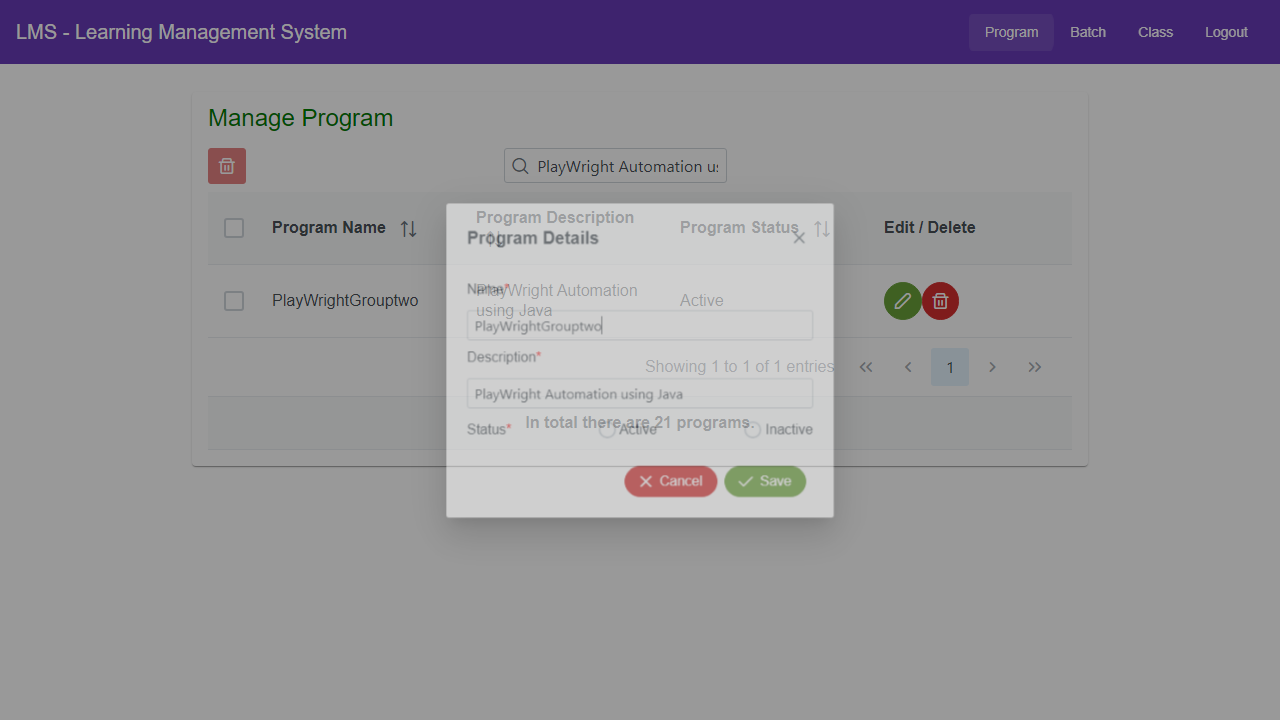 LMS - Learning Management System
Program
Batch
Class
Logout
Manage Program
PlayWright Automation us
Program Name
Program Description
Program Status
Edit / Delete
PlayWrightGrouptwo
PlayWright Automation
using Java
Active
Showing 1 to 1 of 1 entries
1
In total there are 21 programs.
Program Details
Name*
PlayWrightGrouptwo
Description*
PlayWright Automation using Java
Status*
Active
Inactive
Cancel
Save